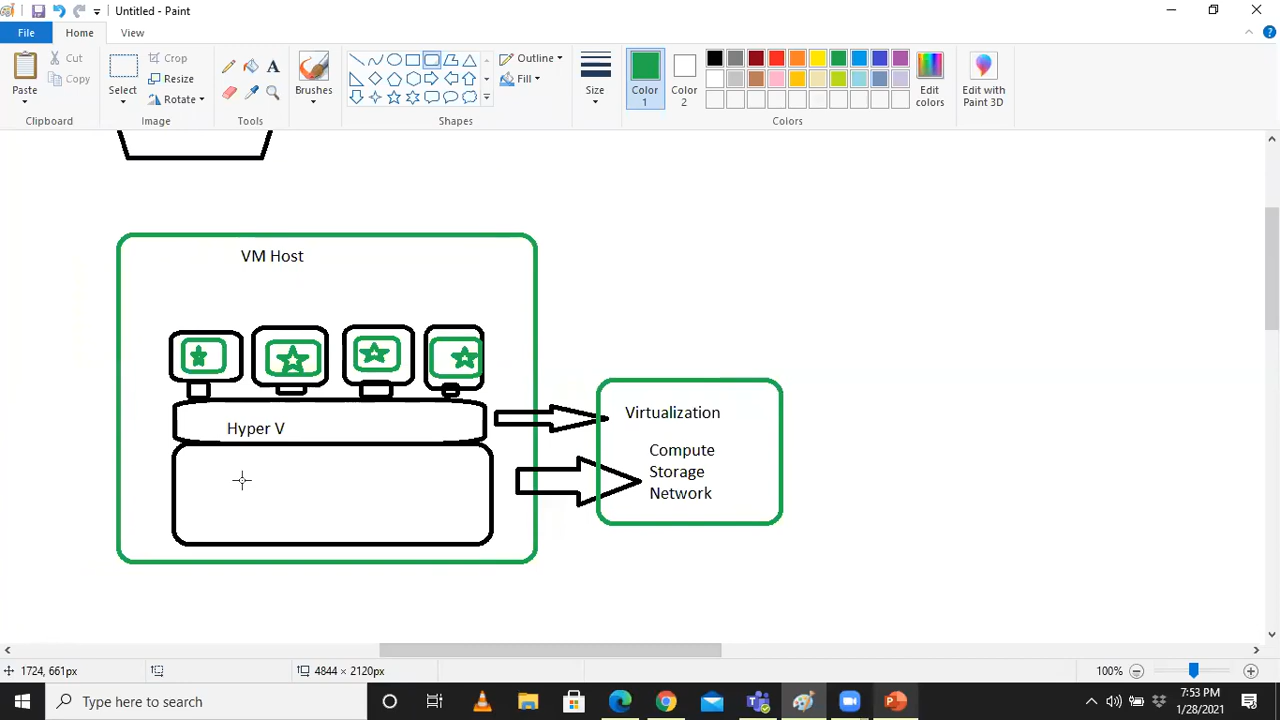 Untitled - Paint
File
Home
View
Paste
Cut
Copy
Clipboard
Select
Crop
Resize
Rotate
Image
A
Tools
Brushes
Shapes
Outline
Fill
Size
Color 1
Color 2
Edit colors
Colors
Edit with Paint 3D
VM Host
Hyper V
Virtualization
Compute
Storage
Network
1724, 661px
4844 × 2120px
100%
Type here to search
7:53 PM
1/28/2021